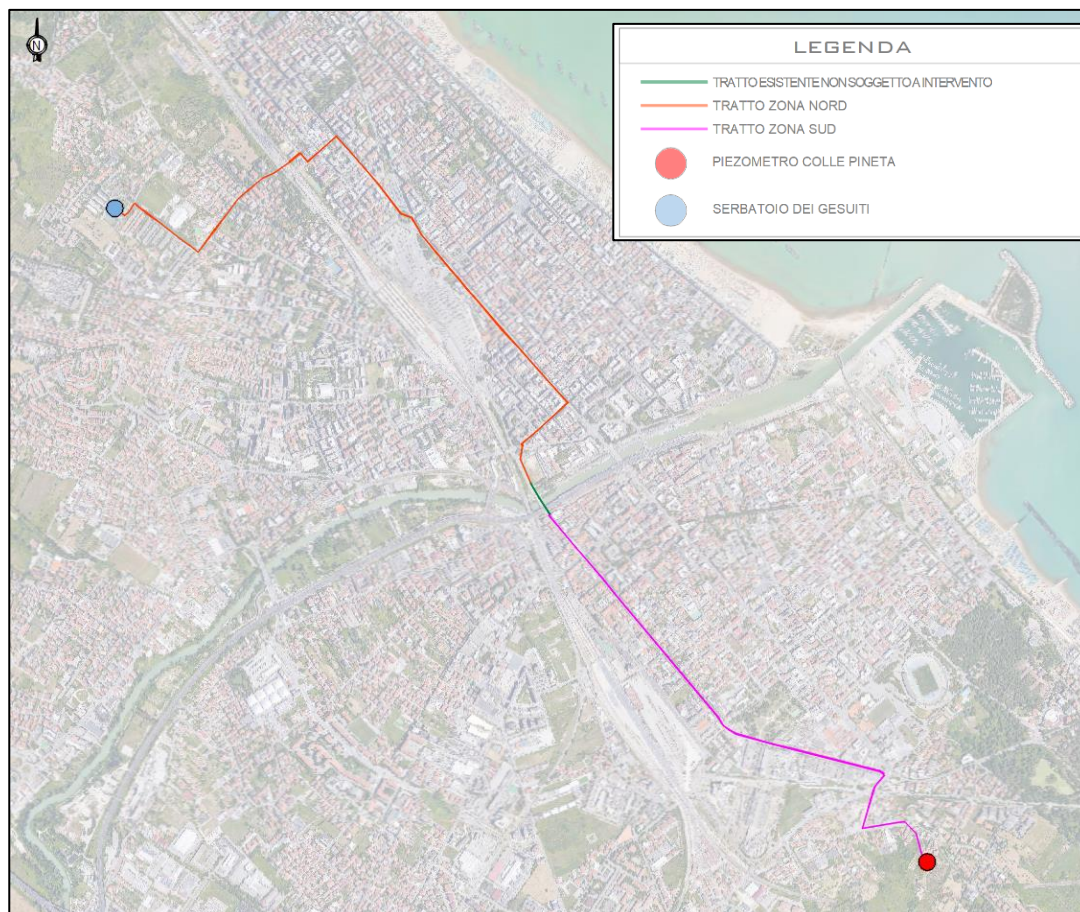 N
LEGENDA
TRATTO ESISTENTE NON SOGGETTO A INTERVENTO
TRATTO ZONA NORD
TRATTO ZONA SUD
PIEZOMETRO COLLE PINETA
SERBATOIO DEI GESUITI